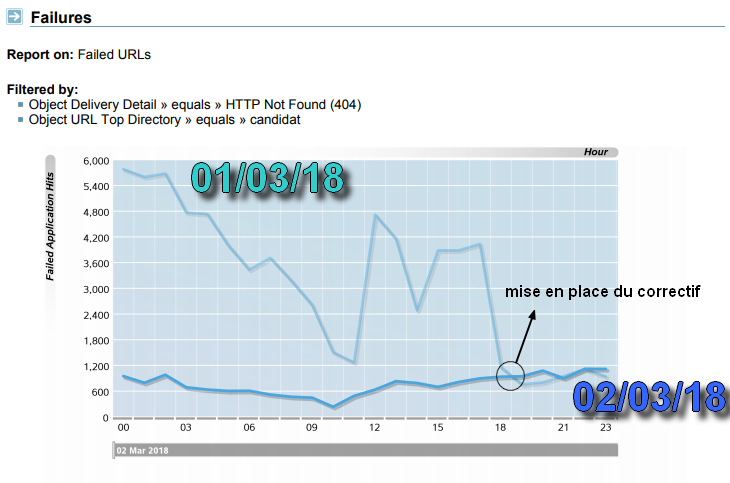 Failures
Report on: Failed URLs
Filtered by:
Object Delivery Detail » equals » HTTP Not Found (404)
Object URL Top Directory » equals » candidat
Hour
Failed Application Hits
6,000
5,400
4,800
4,200
3,600
3,000
2,400
1,800
1,200
600
0
01/03/18
mise en place du correctif
02/03/18
00 03 06 09 12 15 18 21 23
02 Mar 2018